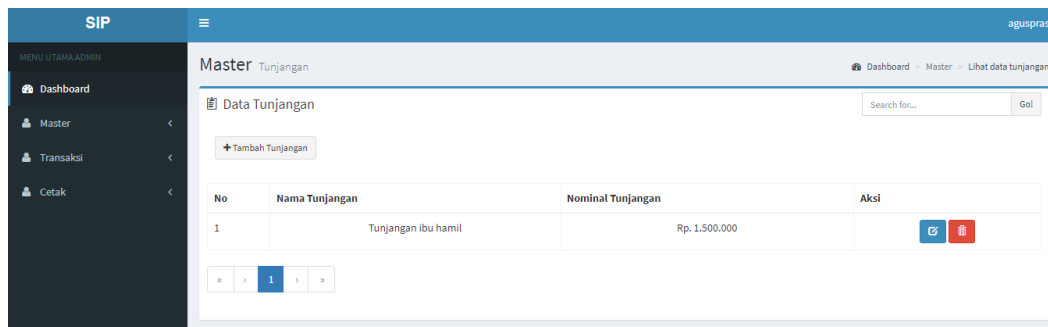 SIP
aguspras
MENU UTAMA ADMIN
Dashboard
Master
Transaksi
Cetak
Master Tunjangan
Dashboard > Master > Lihat data tunjangan
Data Tunjangan
Search for... Go!
Tambah Tunjangan
No Nama Tunjangan Nominal Tunjangan Aksi
1 Tunjangan ibu hamil Rp. 1.500.000
« ‹ 1 › »